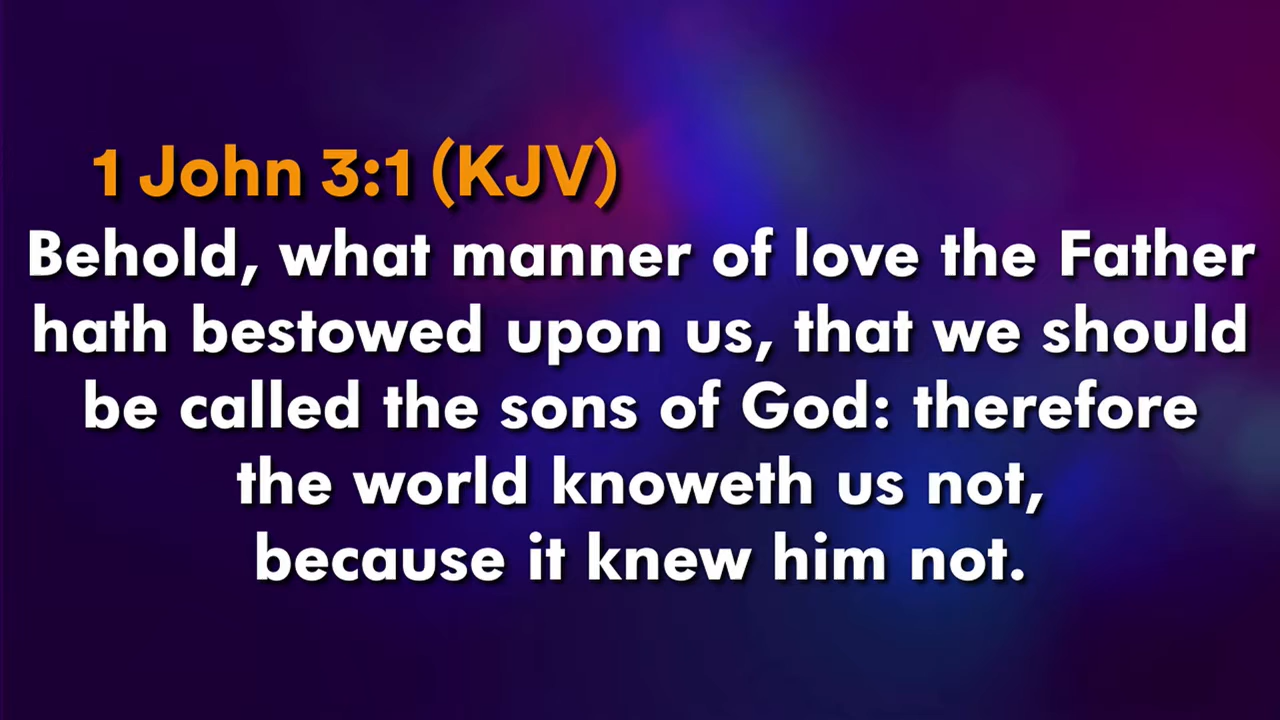 1 John 3:1 (KJV)
Behold, what manner of love the Father
hath bestowed upon us, that we should
be called the sons of God: therefore
the world knoweth us not,
because it knew him not.